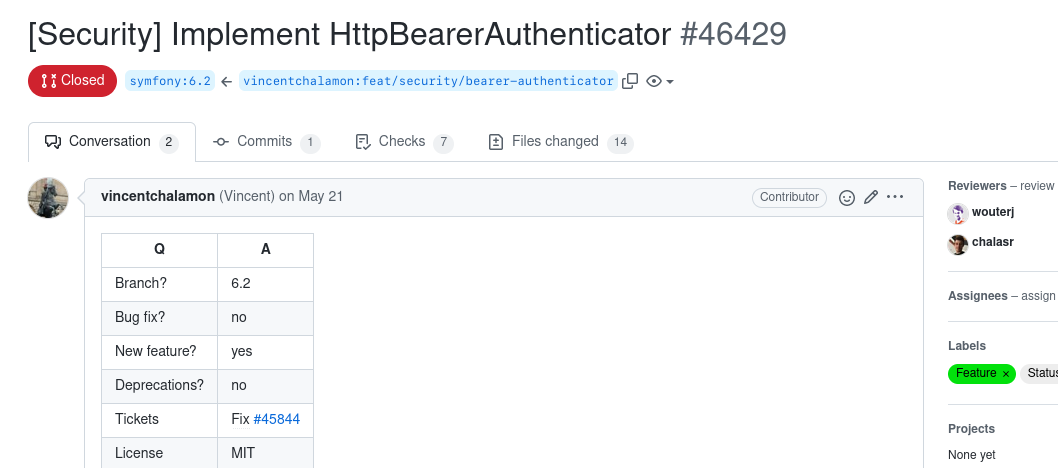 [Security] Implement HttpBearerAuthenticator #46429
Closed symfony:6.2 ← vincentchalamon:feat/security/bearer-authenticator
Conversation 2 Commits 1 Checks 7 Files changed 14
vincentchalamon (Vincent) on May 21 Contributor
Q A
Branch? 6.2
Bug fix? no
New feature? yes
Deprecations? no
Tickets Fix #45844
License MIT
Reviewers – review
wouterj
chalasr
Assignees – assign
Labels
Feature × Status
Projects
None yet